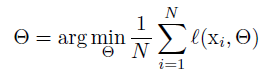 Θ = arg min_Θ 1/N ∑_{i=1}^{N} ℓ(x_i, Θ)